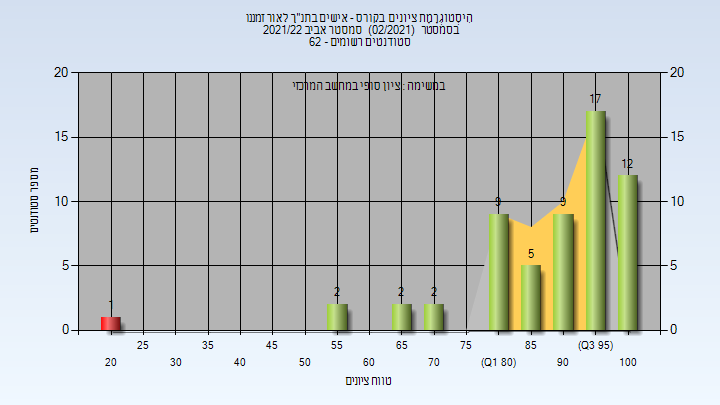 היסטוגרמת ציונים בקורס - אישים בתנ"ך לאור זמננו
בסמסטר (02/2021) סמסטר אביב 2021/22
סטודנטים רשומים - 62
במשימה : ציון סופי במחשב המרכזי
20 20
15 15
10 10
5 5
0 0
מספר סטודנטים
1 2 2 2 9 5 9 17 12
25 35 45 55 65 75 85 (Q3 95)
20 30 40 50 60 70 (Q1 80) 90 100
טווח ציונים